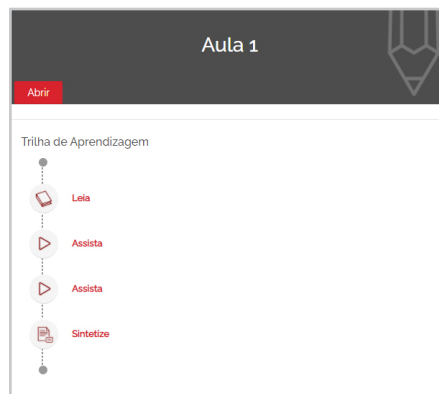 Aula 1
Abrir
Trilha de Aprendizagem
Leia
Assista
Assista
Sintetize